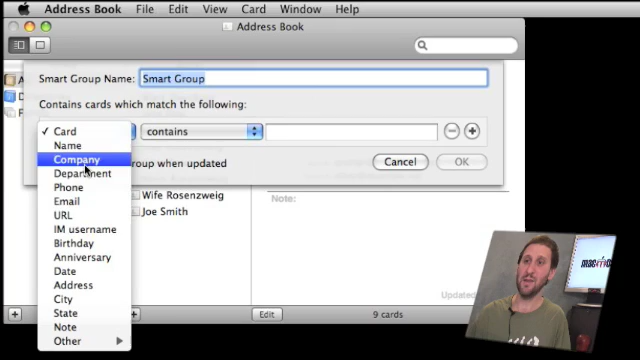 Address Book File Edit View Card Window Help
Address Book
Smart Group Name: Smart Group
Contains cards which match the following:
✓ Card
contains
Name
Company
Department
Phone
Email
URL
IM username
Birthday
Anniversary
Date
Address
City
State
Note
Other
group when updated
Cancel
OK
Wife Rosenzweig
Joe Smith
Note:
Updated
Edit
9 cards